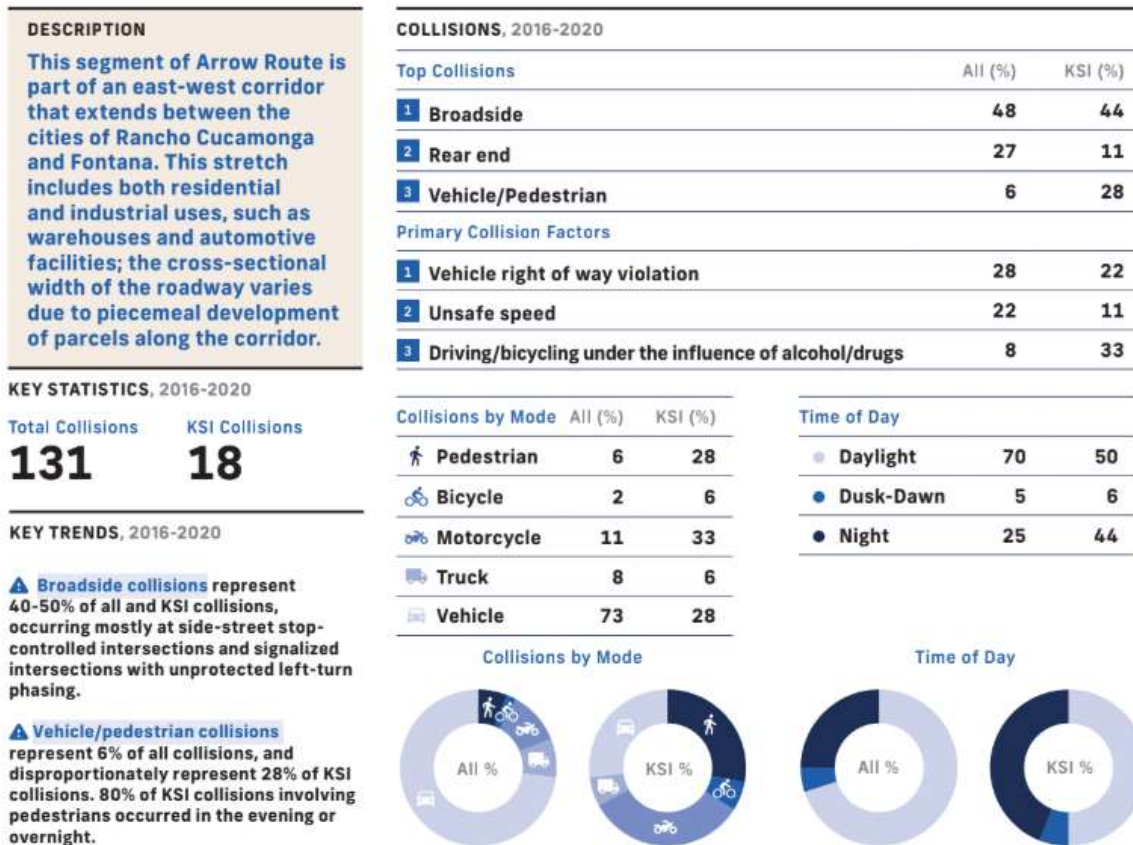 DESCRIPTION
This segment of Arrow Route is
part of an east-west corridor
that extends between the
cities of Rancho Cucamonga
and Fontana. This stretch
includes both residential
and industrial uses, such as
warehouses and automotive
facilities; the cross-sectional
width of the roadway varies
due to piecemeal development
of parcels along the corridor.
KEY STATISTICS, 2016-2020
Total Collisions KSI Collisions
131 18
KEY TRENDS, 2016-2020
Broadside collisions represent
40-50% of all and KSI collisions,
occurring mostly at side-street stop-
controlled intersections and signalized
intersections with unprotected left-turn
phasing.
Vehicle/pedestrian collisions
represent 6% of all collisions, and
disproportionately represent 28% of KSI
collisions. 80% of KSI collisions involving
pedestrians occurred in the evening or
overnight.
COLLISIONS, 2016-2020
Top Collisions All (%) KSI (%)
1 Broadside 48 44
2 Rear end 27 11
3 Vehicle/Pedestrian 6 28
Primary Collision Factors
1 Vehicle right of way violation 28 22
2 Unsafe speed 22 11
3 Driving/bicycling under the influence of alcohol/drugs 8 33
Collisions by Mode All (%) KSI (%)
Pedestrian 6 28
Bicycle 2 6
Motorcycle 11 33
Truck 8 6
Vehicle 73 28
Time of Day
Daylight 70 50
Dusk-Dawn 5 6
Night 25 44
Collisions by Mode
All % KSI %
Time of Day
All % KSI %